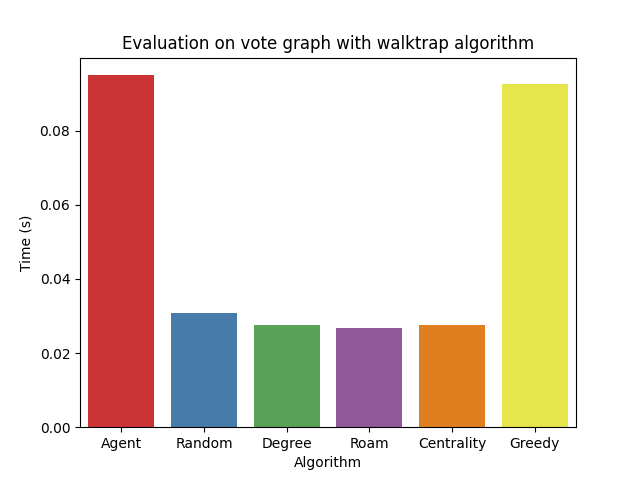 Evaluation on vote graph with walktrap algorithm
0.08
0.06
0.04
0.02
0.00
Time (s)
Agent Random Degree Roam Centrality Greedy
Algorithm